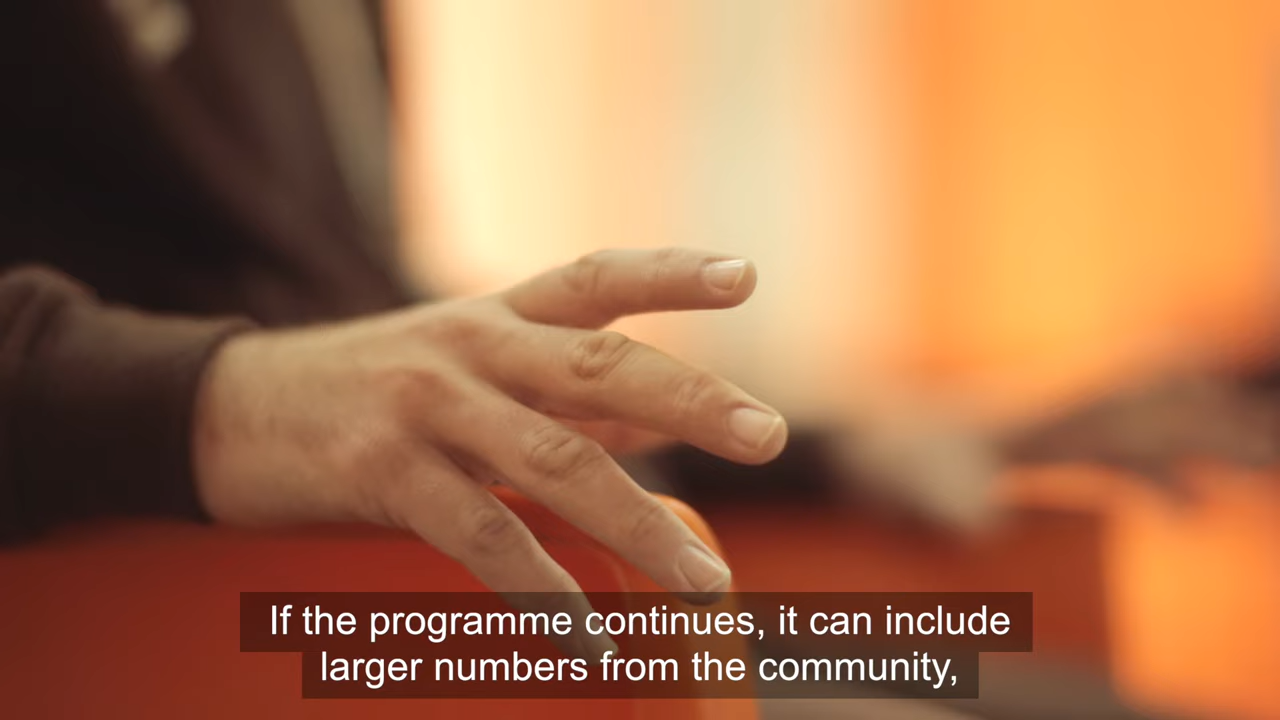 If the programme continues, it can include
larger numbers from the community,